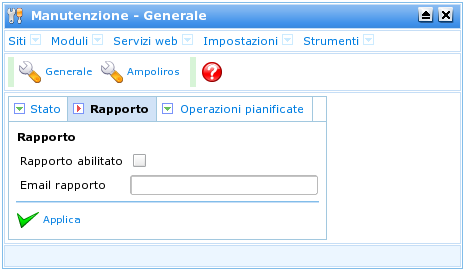 Manutenzione - Generale
Siti Moduli Servizi web Impostazioni Strumenti
Generale Ampoliros
Stato Rapporto Operazioni pianificate
Rapporto
Rapporto abilitato
Email rapporto
Applica